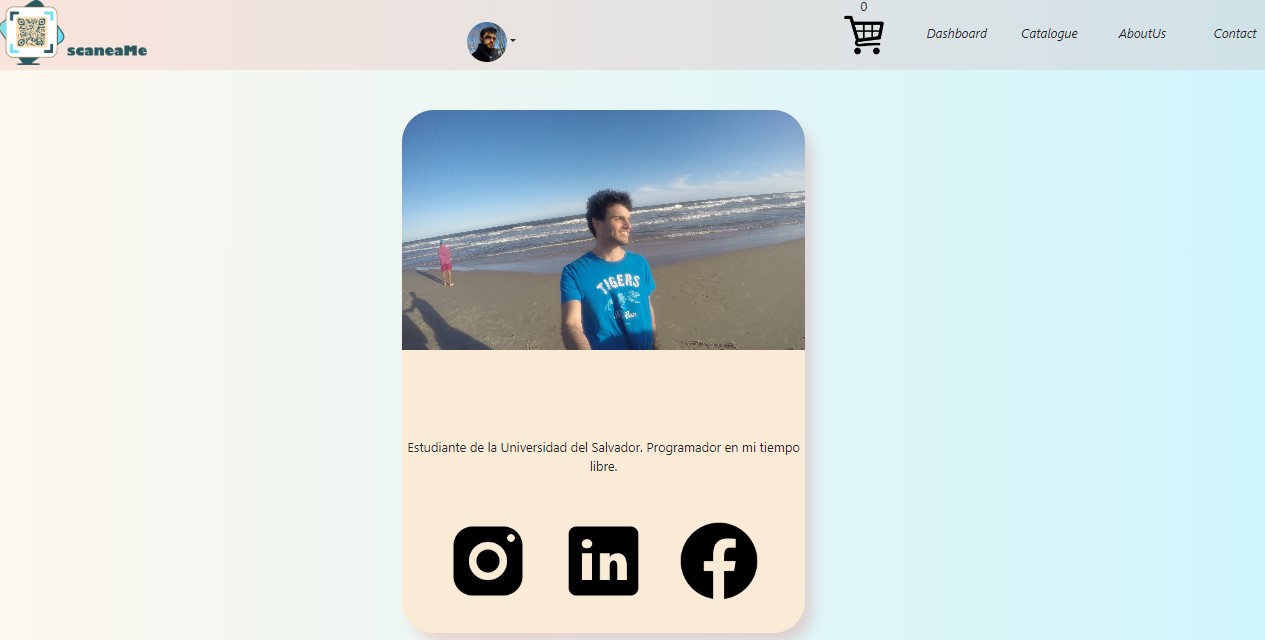 scaneaMe
0
Dashboard
Catalogue
AboutUs
Contact
TIGERS
Estudiante de la Universidad del Salvador. Programador en mi tiempo
libre.
in
f